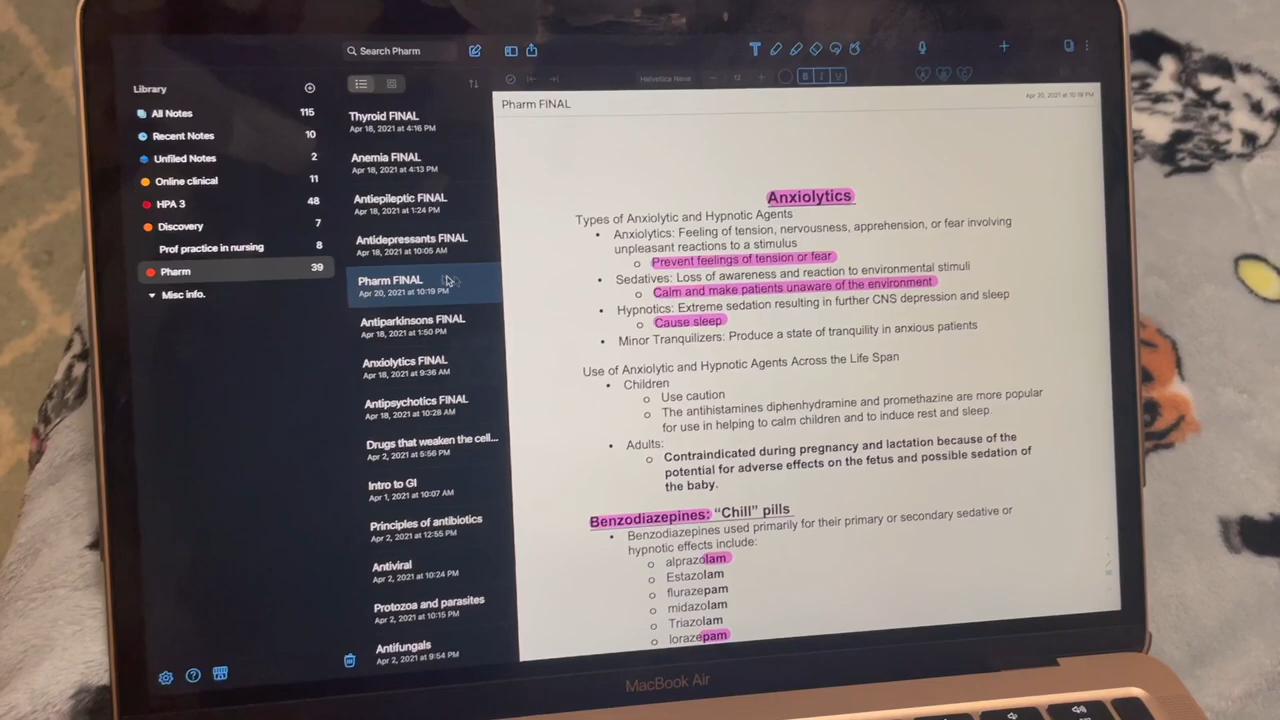 Library
All Notes 115
Recent Notes 10
Unfiled Notes 2
Online clinical 11
HPA 3 48
Discovery 7
Prof practice in nursing 8
Pharm 39
Misc info.
Search Pharm
Thyroid FINAL
Apr 18, 2021 at 4:16 PM
Anemia FINAL
Apr 18, 2021 at 4:13 PM
Antiepileptic FINAL
Apr 18, 2021 at 1:24 PM
Antidepressants FINAL
Apr 18, 2021 at 10:05 AM
Pharm FINAL
Apr 20, 2021 at 10:19 PM
Antiparkinsons FINAL
Apr 18, 2021 at 1:50 PM
Anxiolytics FINAL
Apr 18, 2021 at 9:36 AM
Antipsychotics FINAL
Apr 18, 2021 at 10:28 AM
Drugs that weaken the cell...
Apr 2, 2021 at 5:56 PM
Intro to GI
Apr 1, 2021 at 10:07 AM
Principles of antibiotics
Apr 2, 2021 at 12:55 PM
Antiviral
Apr 2, 2021 at 10:24 PM
Protozoa and parasites
Apr 2, 2021 at 10:15 PM
Antifungals
Apr 2, 2021 at 9:54 PM
Helvetica Neue 12
B I U
Pharm FINAL
Apr 20, 2021 at 10:19 PM
Anxiolytics
Types of Anxiolytic and Hypnotic Agents
• Anxiolytics: Feeling of tension, nervousness, apprehension, or fear involving
unpleasant reactions to a stimulus
o Prevent feelings of tension or fear
• Sedatives: Loss of awareness and reaction to environmental stimuli
o Calm and make patients unaware of the environment
• Hypnotics: Extreme sedation resulting in further CNS depression and sleep
o Cause sleep
• Minor Tranquilizers: Produce a state of tranquility in anxious patients
Use of Anxiolytic and Hypnotic Agents Across the Life Span
• Children
o Use caution
o The antihistamines diphenhydramine and promethazine are more popular
for use in helping to calm children and to induce rest and sleep.
• Adults:
o Contraindicated during pregnancy and lactation because of the
potential for adverse effects on the fetus and possible sedation of
the baby.
Benzodiazepines: “Chill” pills
• Benzodiazepines used primarily for their primary or secondary sedative or
hypnotic effects include:
o alprazolam
o Estazolam
o flurazepam
o midazolam
o Triazolam
o lorazepam
MacBook Air